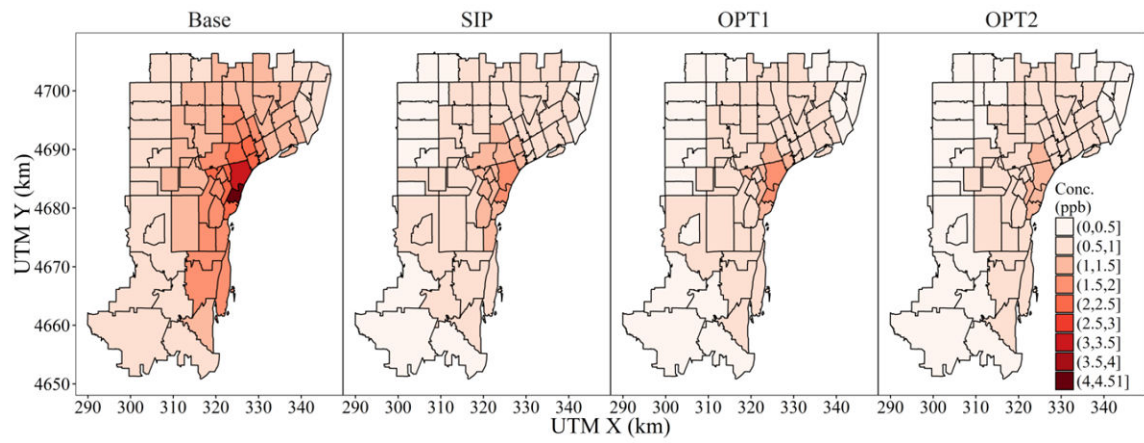 Base SIP OPT1 OPT2
UTM Y (km)
4700
4690
4680
4670
4660
4650
Conc.
(ppb)
(0,0.5]
(0.5,1]
(1,1.5]
(1.5,2]
(2,2.5]
(2.5,3]
(3,3.5]
(3.5,4]
(4,4.51]
290 300 310 320 330 340 290 300 310 320 330 340 290 300 310 320 330 340 290 300 310 320 330 340
UTM X (km)